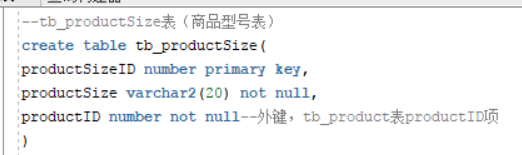 --tb_productSize表（商品型号表）
create table tb_productSize(
productSizeID number primary key,
productSize varchar2(20) not null,
productID number not null--外键，tb_product表productID项
)